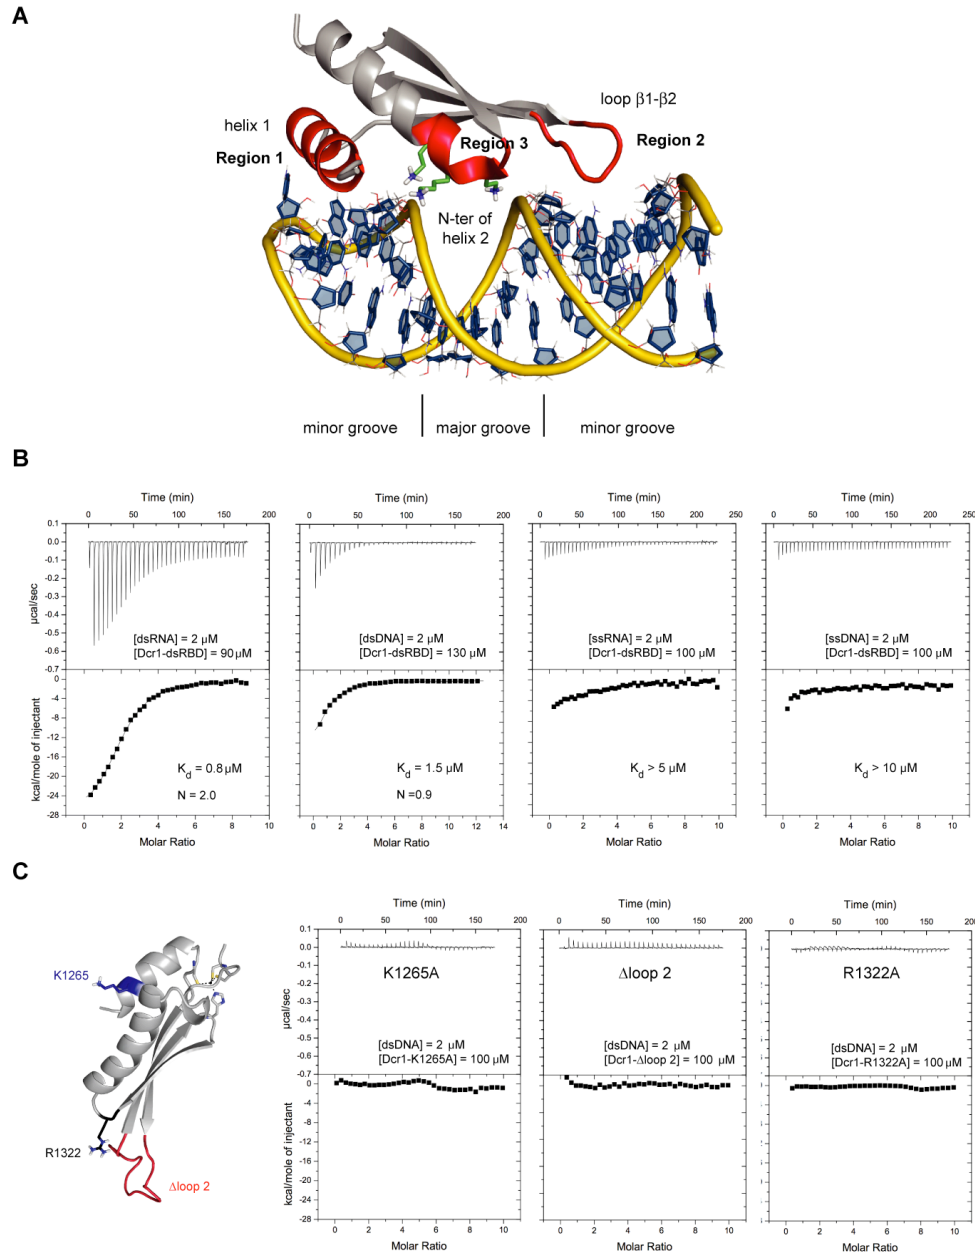 A
helix 1
Region 1
Region 3
loop β1-β2
Region 2
N-ter of
helix 2
minor groove
major groove
minor groove
B
Time (min)
0 50 100 150 200
0.1
0.0
-0.1
-0.2
-0.3
-0.4
-0.5
-0.6
-0.7
µcal/sec
[dsRNA] = 2 µM
[Dcr1-dsRBD] = 90 µM
0
-4
-8
-12
-16
-20
-24
-28
kcal/mole of injectant
Kd = 0.8 µM
N = 2.0
0 2 4 6 8 10
Molar Ratio
Time (min)
0 50 100 150 200
[dsDNA] = 2 µM
[Dcr1-dsRBD] = 130 µM
Kd = 1.5 µM
N =0.9
0 2 4 6 8 10 12 14
Molar Ratio
Time (min)
0 50 100 150 200 225
[ssRNA] = 2 µM
[Dcr1-dsRBD] = 100 µM
Kd > 5 µM
0 2 4 6 8 10
Molar Ratio
Time (min)
0 50 100 150 200 250
[ssDNA] = 2 µM
[Dcr1-dsRBD] = 100 µM
Kd > 10 µM
0 2 4 6 8 10
Molar Ratio
C
K1265
R1322
Δloop 2
Time (min)
0 50 100 150 200
0.1
0.0
-0.1
-0.2
-0.3
-0.4
-0.5
-0.6
-0.7
µcal/sec
K1265A
[dsDNA] = 2 µM
[Dcr1-K1265A] = 100 µM
0
-4
-8
-12
-16
-20
-24
-28
kcal/mole of injectant
0 2 4 6 8 10
Molar Ratio
Time (min)
0 50 100 150 200
Δloop 2
[dsDNA] = 2 µM
[Dcr1-Δloop 2] = 100 µM
0 2 4 6 8 10
Molar Ratio
Time (min)
0 50 100 150 200
R1322A
[dsDNA] = 2 µM
[Dcr1-R1322A] = 100 µM
0 2 4 6 8 10
Molar Ratio